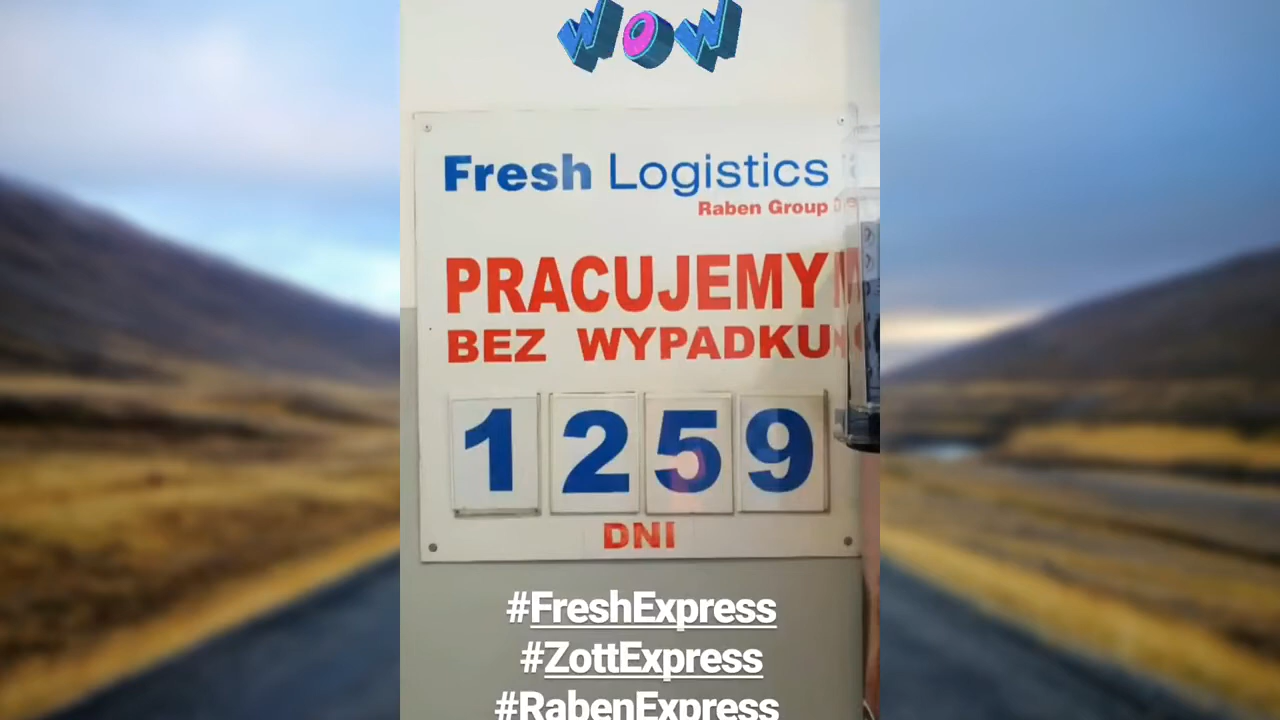 WOW
Fresh Logistics
Raben Group
PRACUJEMY
BEZ WYPADKU
1259
DNI
#FreshExpress
#ZottExpress
#RabenExpress